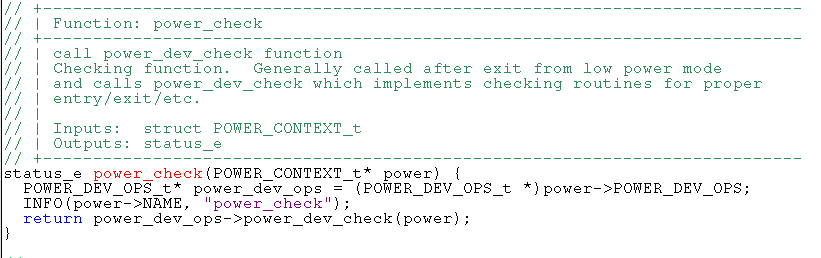 // +---------------------------------------------------------------------------
// | Function: power_check
// +---------------------------------------------------------------------------
// | call power_dev_check function
// | Checking function.  Generally called after exit from low power mode
// | and calls power_dev_check which implements checking routines for proper
// | entry/exit/etc.
// |
// | Inputs:  struct POWER_CONTEXT_t
// | Outputs: status_e
// +---------------------------------------------------------------------------
status_e power_check(POWER_CONTEXT_t* power) {
  POWER_DEV_OPS_t* power_dev_ops = (POWER_DEV_OPS_t *)power->POWER_DEV_OPS;
  INFO(power->NAME, "power_check");
  return power_dev_ops->power_dev_check(power);
}